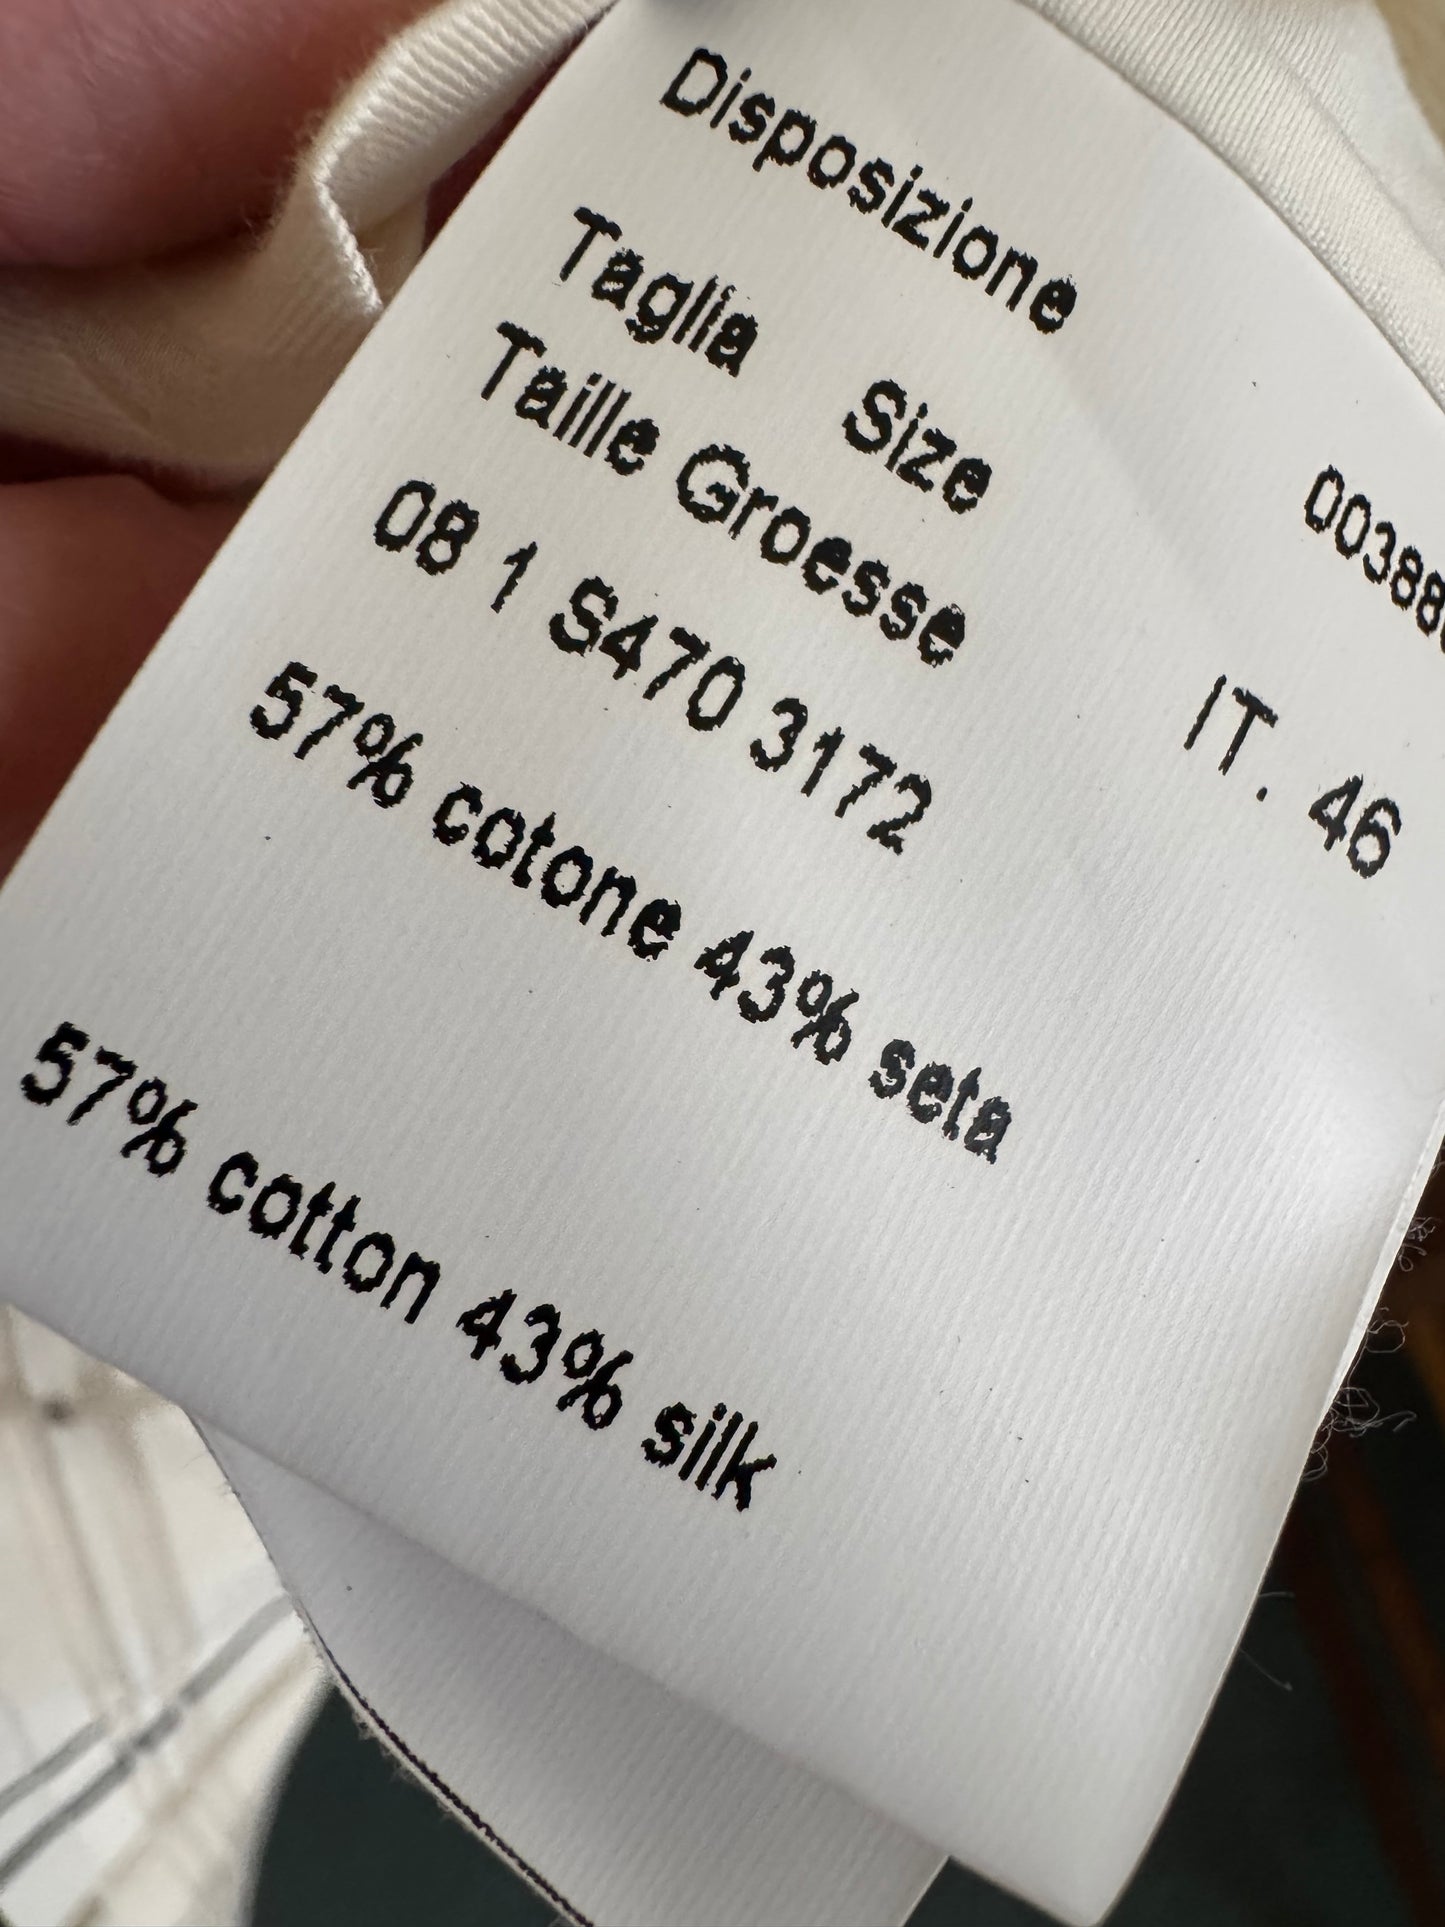 Disposizione 00388
Taglia Size
Taille Groesse IT. 46
08 1 S470 3172
57% cotone 43% seta
57% cotton 43% silk